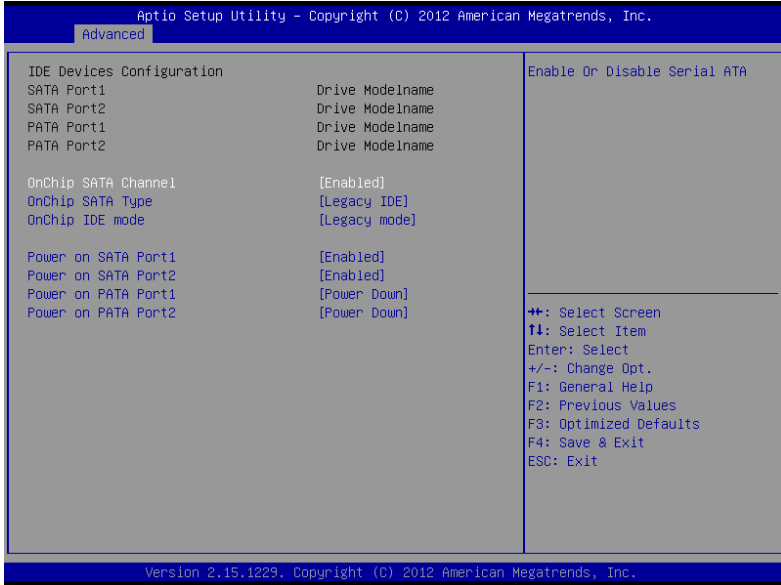 Aptio Setup Utility – Copyright (C) 2012 American Megatrends, Inc.
Advanced
IDE Devices Configuration
SATA Port1 Drive Modelname
SATA Port2 Drive Modelname
PATA Port1 Drive Modelname
PATA Port2 Drive Modelname
OnChip SATA Channel [Enabled]
OnChip SATA Type [Legacy IDE]
OnChip IDE mode [Legacy mode]
Power on SATA Port1 [Enabled]
Power on SATA Port2 [Enabled]
Power on PATA Port1 [Power Down]
Power on PATA Port2 [Power Down]
Enable Or Disable Serial ATA
→←: Select Screen
↑↓: Select Item
Enter: Select
+/-: Change Opt.
F1: General Help
F2: Previous Values
F3: Optimized Defaults
F4: Save & Exit
ESC: Exit
Version 2.15.1229. Copyright (C) 2012 American Megatrends, Inc.